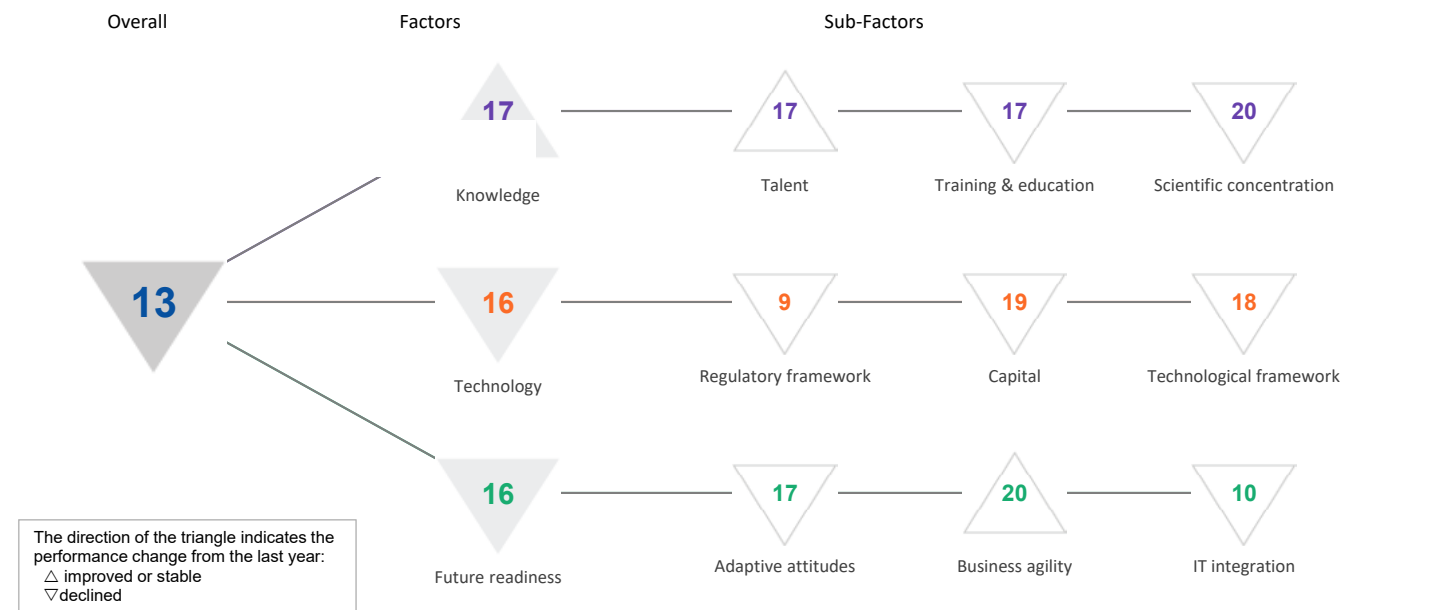 Overall
Factors
Sub-Factors
17
17
17
20
Knowledge
Talent
Training & education
Scientific concentration
13
16
9
19
18
Technology
Regulatory framework
Capital
Technological framework
16
17
20
10
Future readiness
Adaptive attitudes
Business agility
IT integration
The direction of the triangle indicates the
performance change from the last year:
△ improved or stable
▽declined